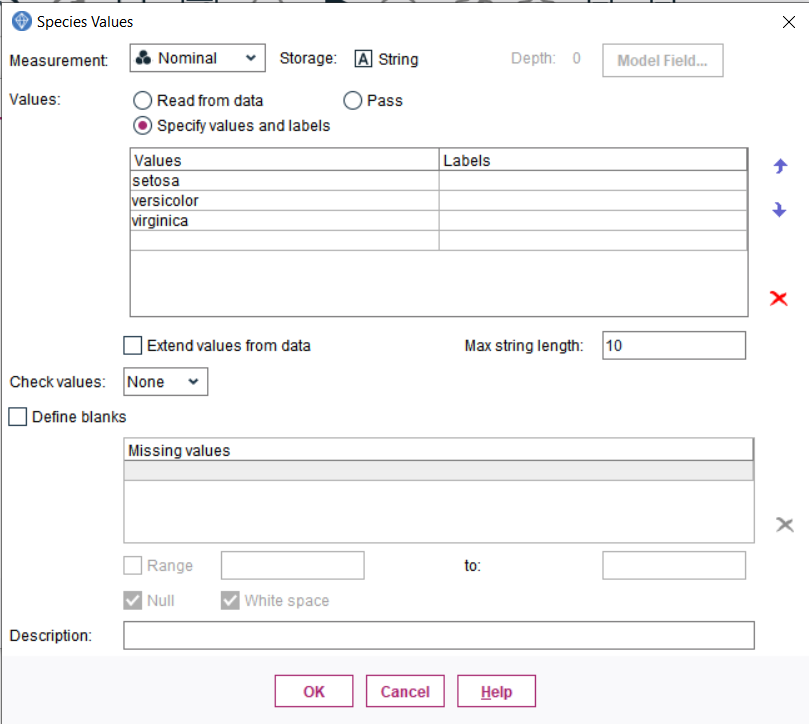 Species Values
Measurement: Nominal Storage: A String Depth: 0 Model Field...
Values: Read from data Pass
Specify values and labels
Values Labels
setosa
versicolor
virginica
Extend values from data Max string length: 10
Check values: None
Define blanks
Missing values
Range to:
Null White space
Description:
OK Cancel Help